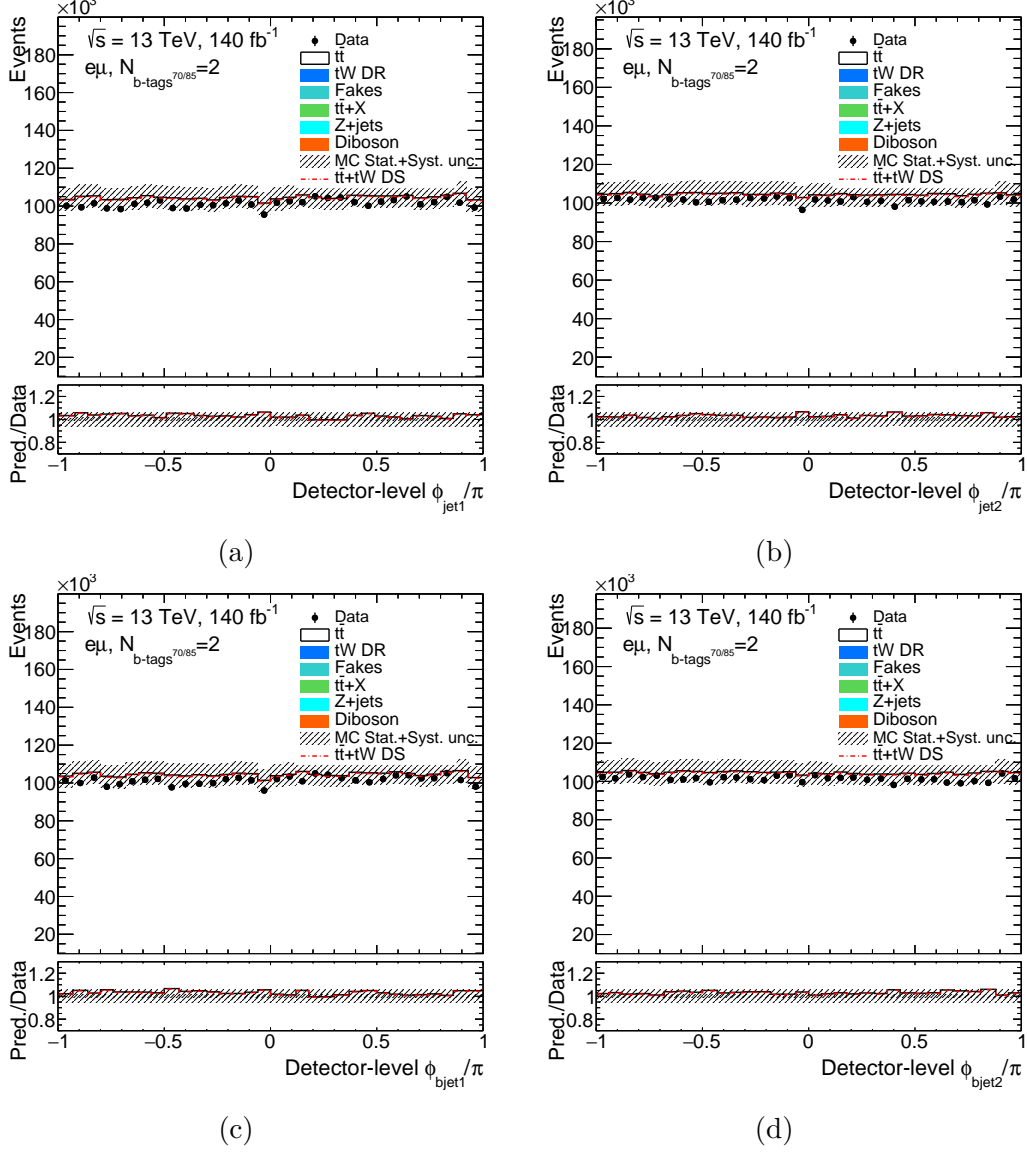 ×10³
Events
√s = 13 TeV, 140 fb⁻¹
eμ, N_b-tags^70/85=2
Data
tt̄
tW DR
Fakes
tt̄+X
Z+jets
Diboson
MC Stat.+Syst. unc.
tt̄+tW DS
180
160
140
120
100
80
60
40
20
Pred./Data
1.2
1
0.8
−1 −0.5 0 0.5 1
Detector-level ϕ_jet1/π
(a)
×10³
Events
√s = 13 TeV, 140 fb⁻¹
eμ, N_b-tags^70/85=2
Data
tt̄
tW DR
Fakes
tt̄+X
Z+jets
Diboson
MC Stat.+Syst. unc.
tt̄+tW DS
180
160
140
120
100
80
60
40
20
Pred./Data
1.2
1
0.8
−1 −0.5 0 0.5 1
Detector-level ϕ_jet2/π
(b)
×10³
Events
√s = 13 TeV, 140 fb⁻¹
eμ, N_b-tags^70/85=2
Data
tt̄
tW DR
Fakes
tt̄+X
Z+jets
Diboson
MC Stat.+Syst. unc.
tt̄+tW DS
180
160
140
120
100
80
60
40
20
Pred./Data
1.2
1
0.8
−1 −0.5 0 0.5 1
Detector-level ϕ_bjet1/π
(c)
×10³
Events
√s = 13 TeV, 140 fb⁻¹
eμ, N_b-tags^70/85=2
Data
tt̄
tW DR
Fakes
tt̄+X
Z+jets
Diboson
MC Stat.+Syst. unc.
tt̄+tW DS
180
160
140
120
100
80
60
40
20
Pred./Data
1.2
1
0.8
−1 −0.5 0 0.5 1
Detector-level ϕ_bjet2/π
(d)